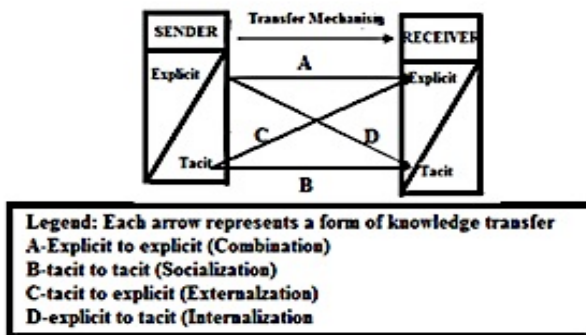 Transfer Mechanisn
SENDER
RECEIVER
A
Explicit
Explicit
C
D
Tacit
Tacit
B
Legend: Each arrow represents a form of knowledge transfer
A-Explicit to explicit (Combination)
B-tacit to tacit (Socialization)
C-tacit to explicit (Externalzation)
D-explicit to tacit (Internalization